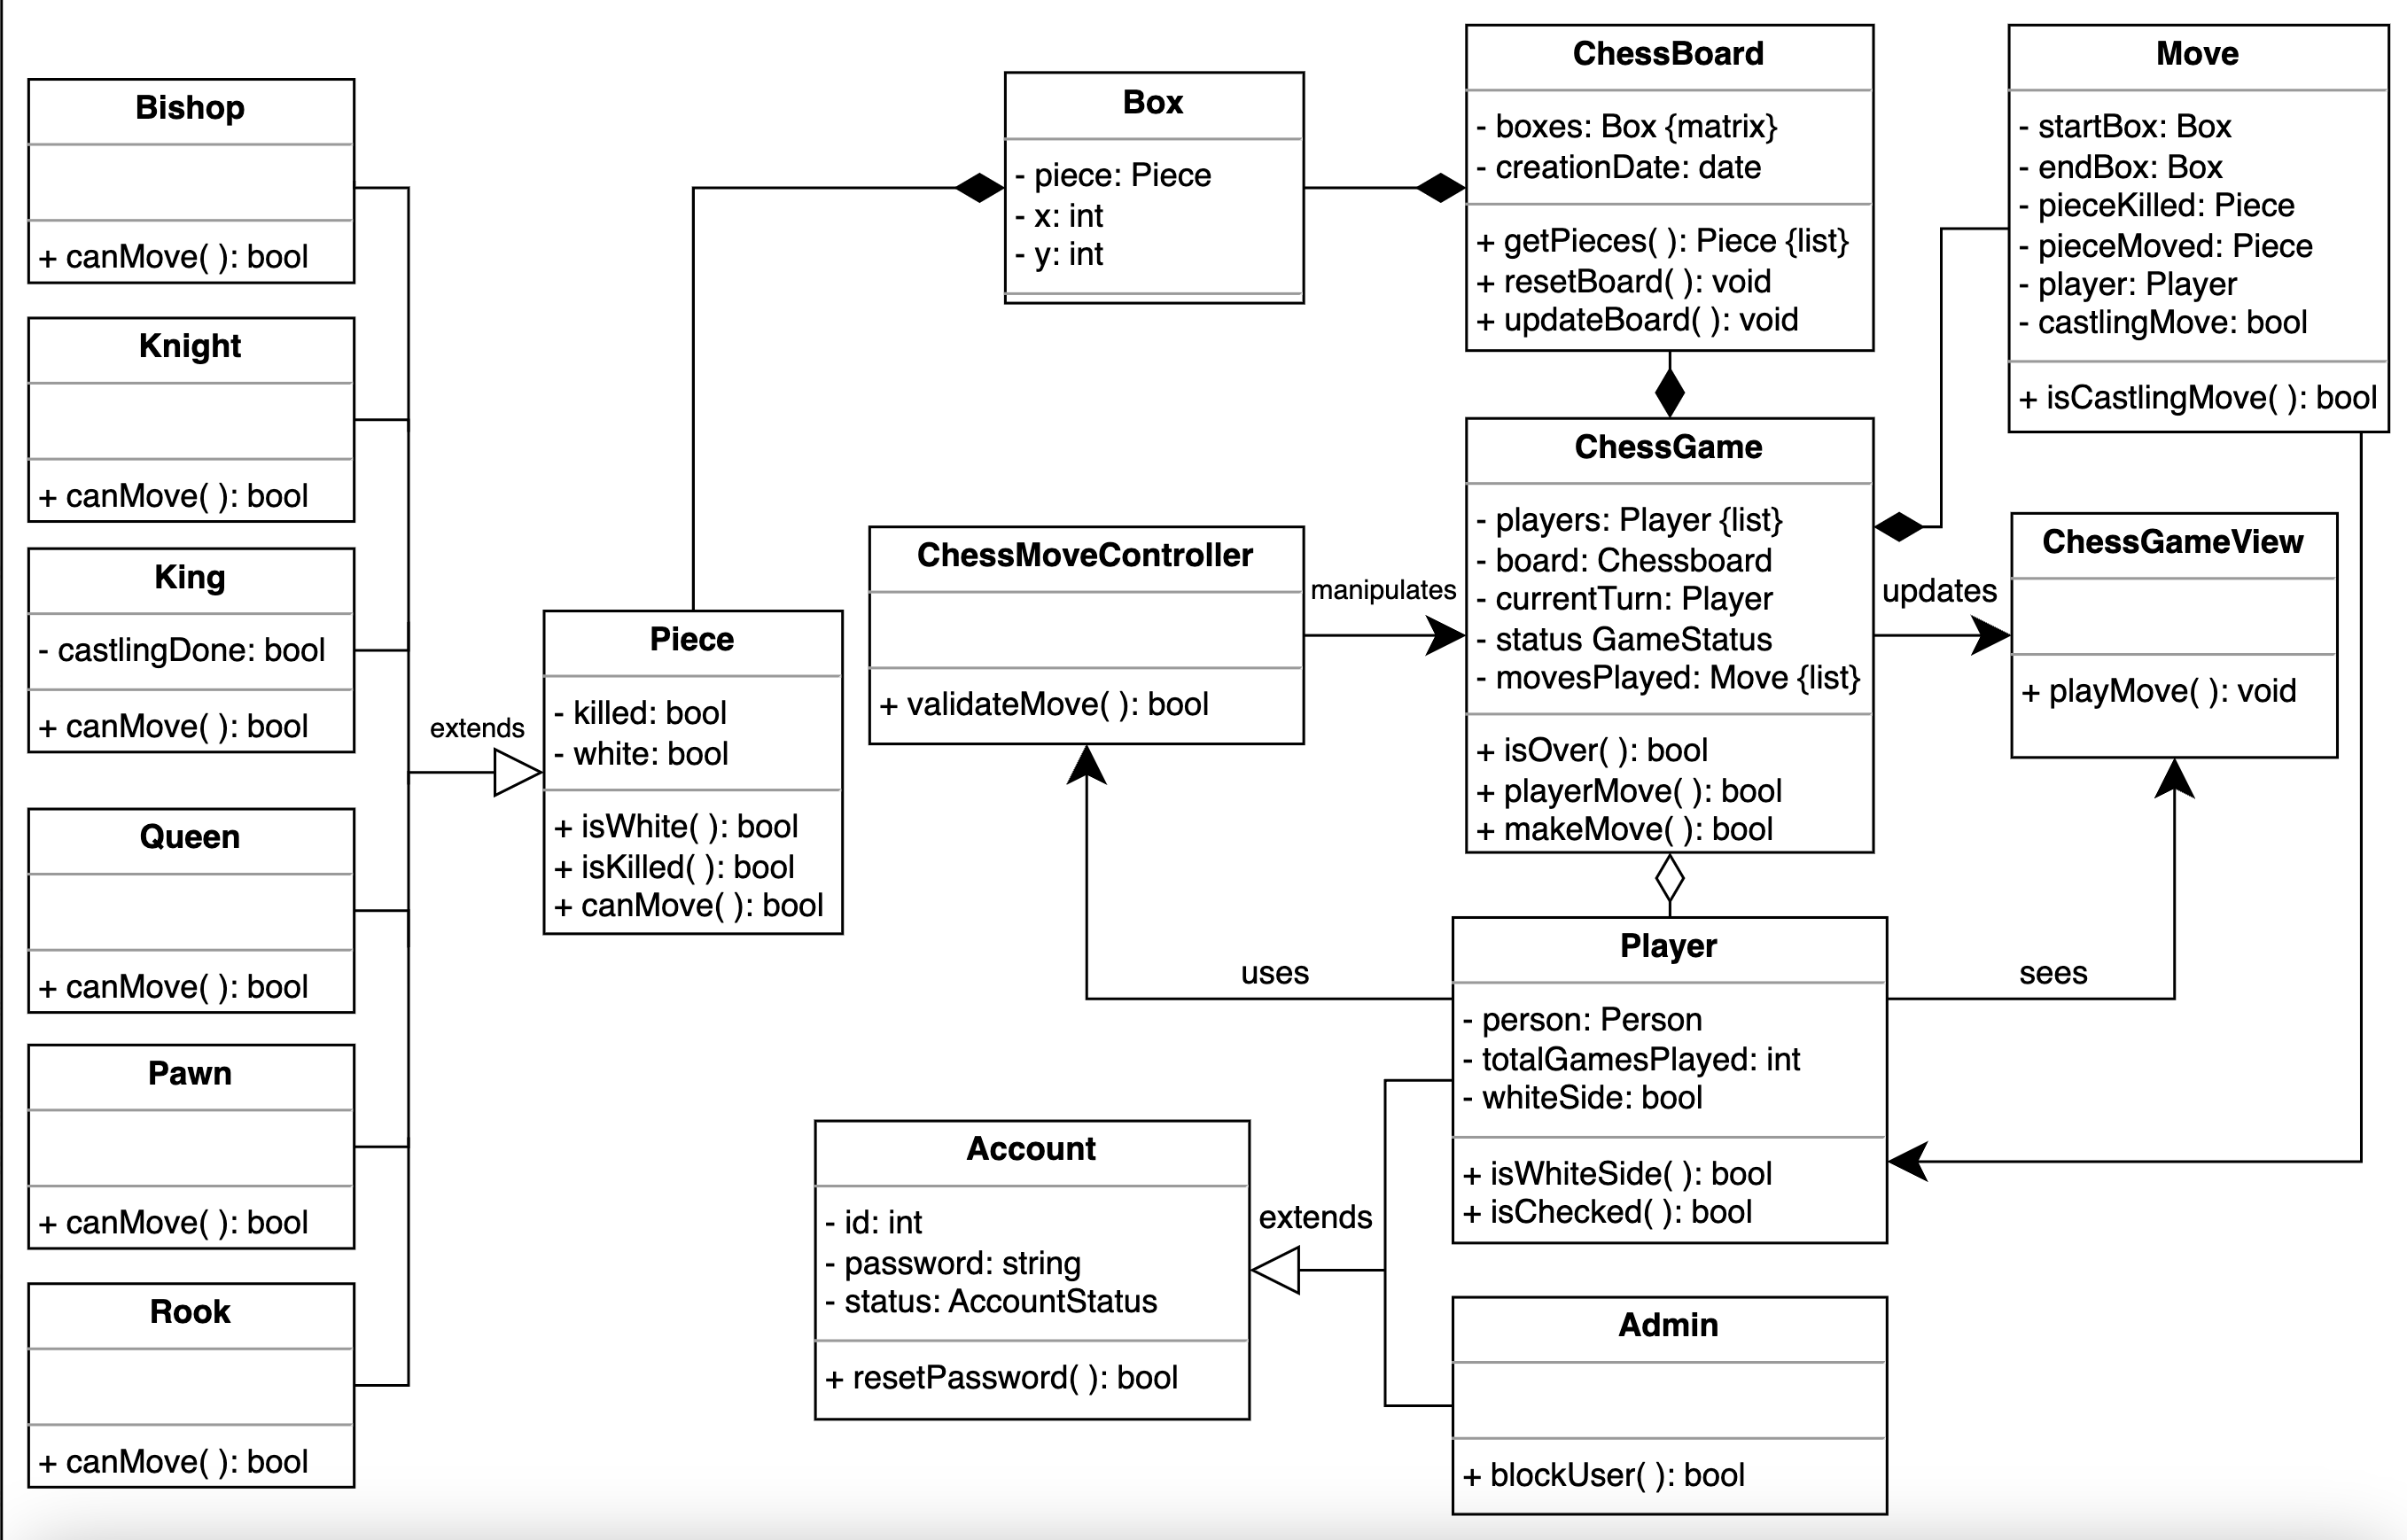 Bishop
+ canMove( ): bool
Knight
+ canMove( ): bool
King
- castlingDone: bool
+ canMove( ): bool
Queen
+ canMove( ): bool
Pawn
+ canMove( ): bool
Rook
+ canMove( ): bool
extends
Piece
- killed: bool
- white: bool
+ isWhite( ): bool
+ isKilled( ): bool
+ canMove( ): bool
Box
- piece: Piece
- x: int
- y: int
ChessBoard
- boxes: Box {matrix}
- creationDate: date
+ getPieces( ): Piece {list}
+ resetBoard( ): void
+ updateBoard( ): void
Move
- startBox: Box
- endBox: Box
- pieceKilled: Piece
- pieceMoved: Piece
- player: Player
- castlingMove: bool
+ isCastlingMove( ): bool
ChessMoveController
+ validateMove( ): bool
manipulates
ChessGame
- players: Player {list}
- board: Chessboard
- currentTurn: Player
- status GameStatus
- movesPlayed: Move {list}
+ isOver( ): bool
+ playerMove( ): bool
+ makeMove( ): bool
updates
ChessGameView
+ playMove( ): void
uses
Player
- person: Person
- totalGamesPlayed: int
- whiteSide: bool
+ isWhiteSide( ): bool
+ isChecked( ): bool
sees
Account
- id: int
- password: string
- status: AccountStatus
+ resetPassword( ): bool
extends
Admin
+ blockUser( ): bool